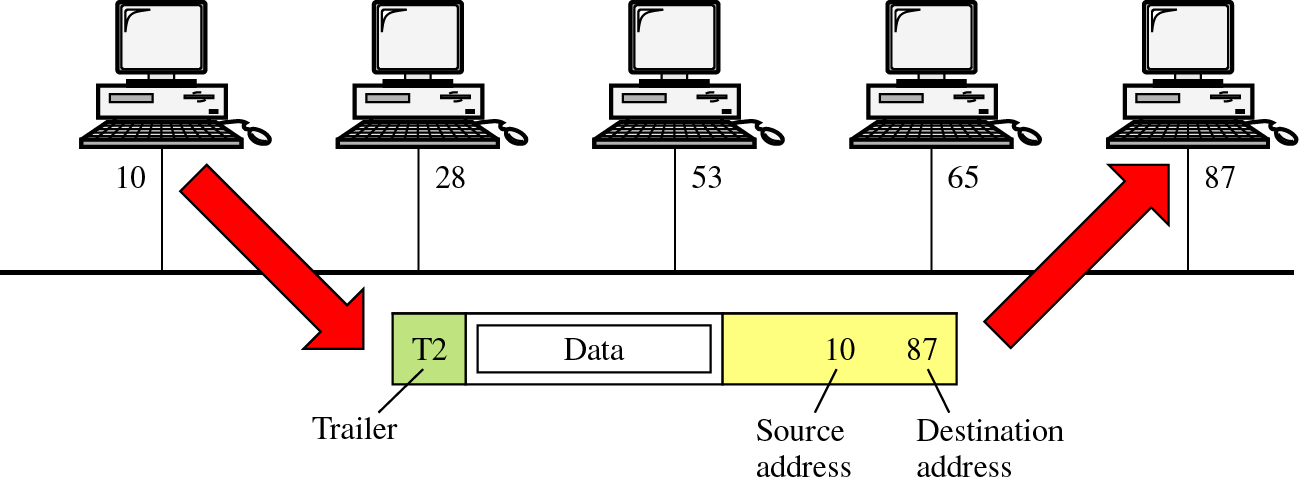 10
28
53
65
87
T2
Data
10
87
Trailer
Source
address
Destination
address